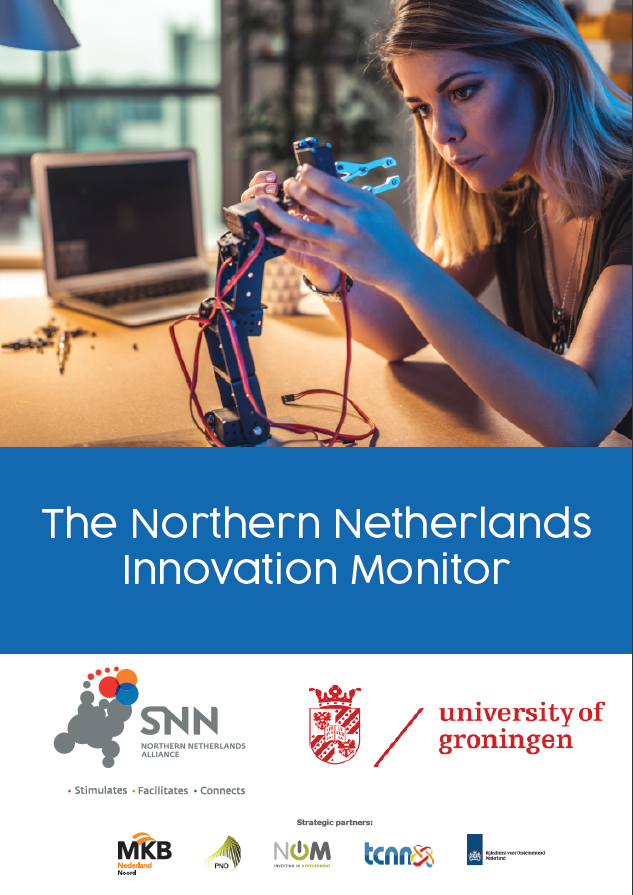 The Northern Netherlands
Innovation Monitor
SNN
NORTHERN NETHERLANDS
ALLIANCE
• Stimulates • Facilitates • Connects
university of
groningen
Strategic partners:
MKB
Nederland
Noord
PNO
NOM
INVESTING IN DEVELOPMENT
tcnn
Rijksdienst voor Ondernemend
Nederland